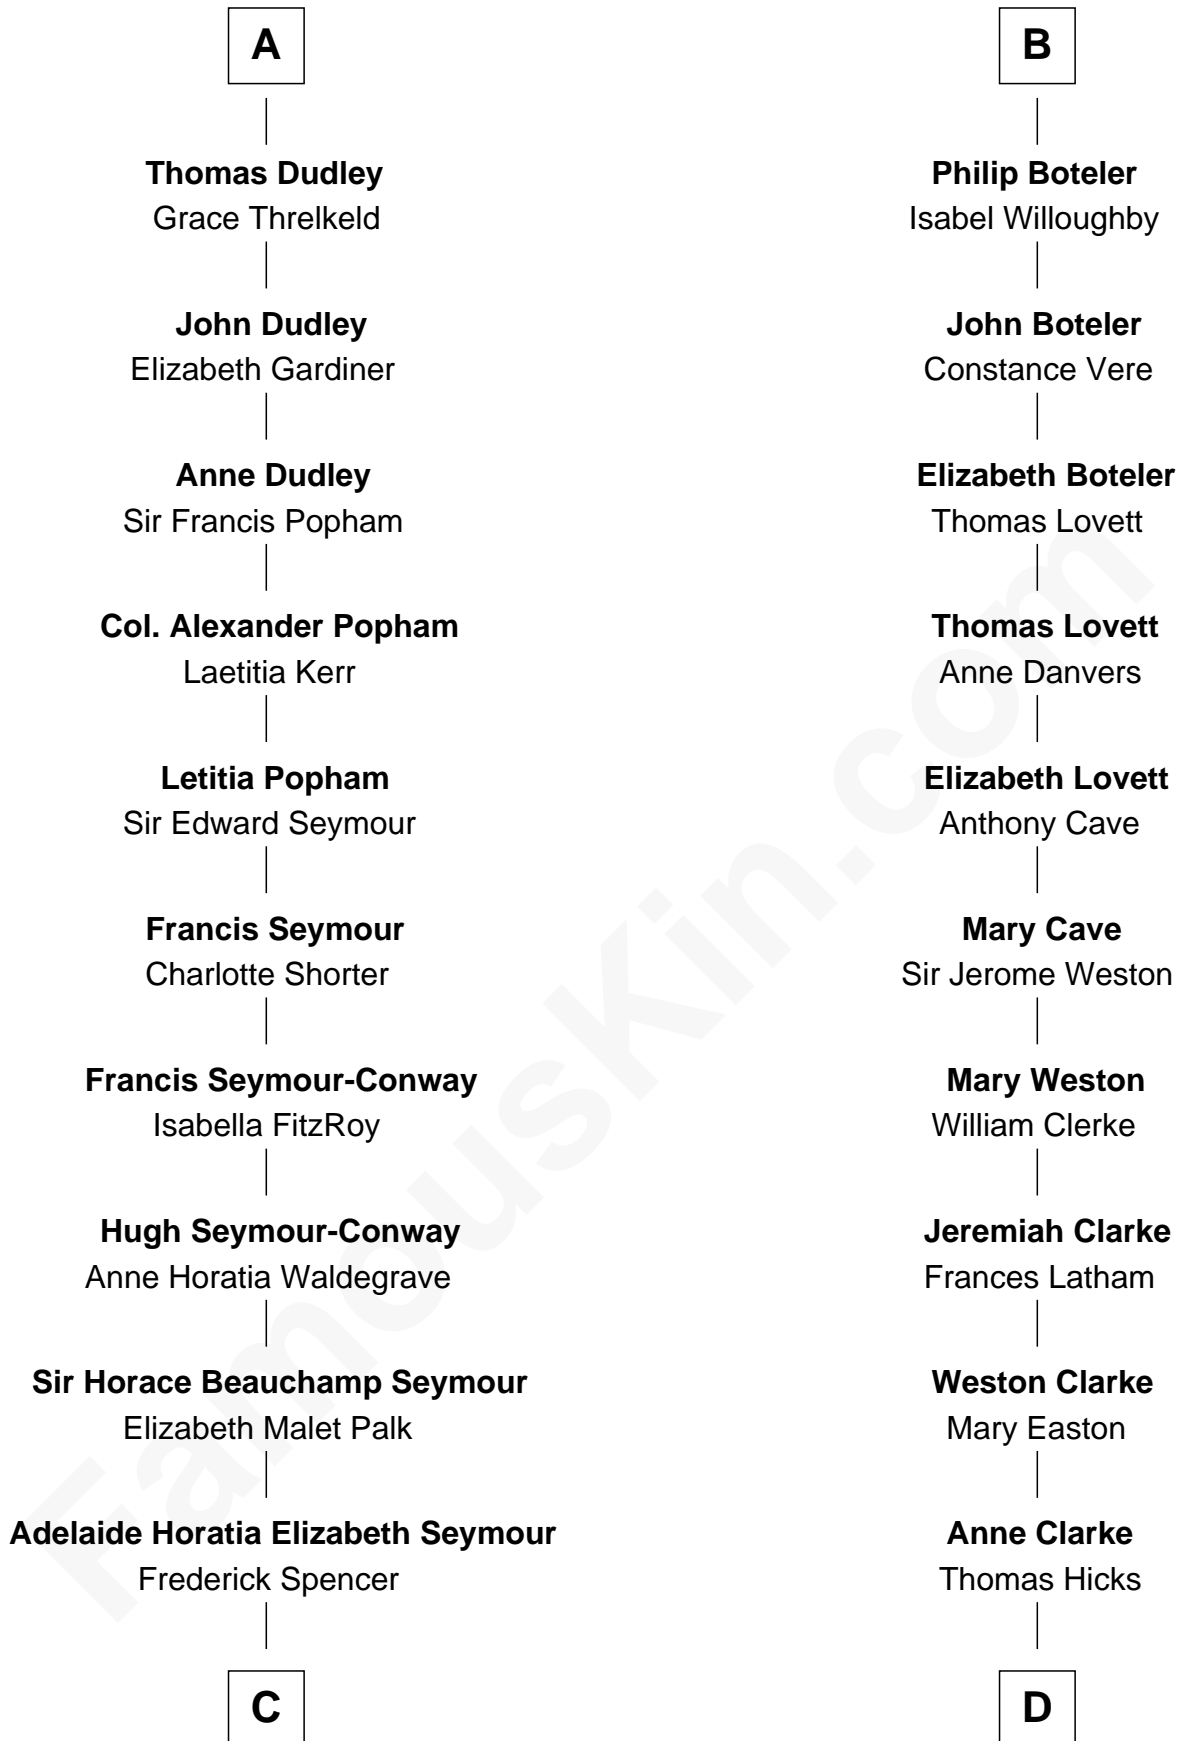 A
Thomas Dudley
Grace Threlkeld
John Dudley
Elizabeth Gardiner
Anne Dudley
Sir Francis Popham
Col. Alexander Popham
Laetitia Kerr
Letitia Popham
Sir Edward Seymour
Francis Seymour
Charlotte Shorter
Francis Seymour-Conway
Isabella FitzRoy
Hugh Seymour-Conway
Anne Horatia Waldegrave
Sir Horace Beauchamp Seymour
Elizabeth Malet Palk
Adelaide Horatia Elizabeth Seymour
Frederick Spencer
C
B
Philip Boteler
Isabel Willoughby
John Boteler
Constance Vere
Elizabeth Boteler
Thomas Lovett
Thomas Lovett
Anne Danvers
Elizabeth Lovett
Anthony Cave
Mary Cave
Sir Jerome Weston
Mary Weston
William Clerke
Jeremiah Clarke
Frances Latham
Weston Clarke
Mary Easton
Anne Clarke
Thomas Hicks
D
FamousKin.com